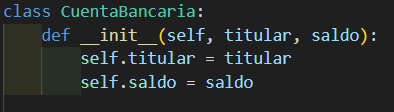 class CuentaBancaria:
    def __init__(self, titular, saldo):
        self.titular = titular
        self.saldo = saldo